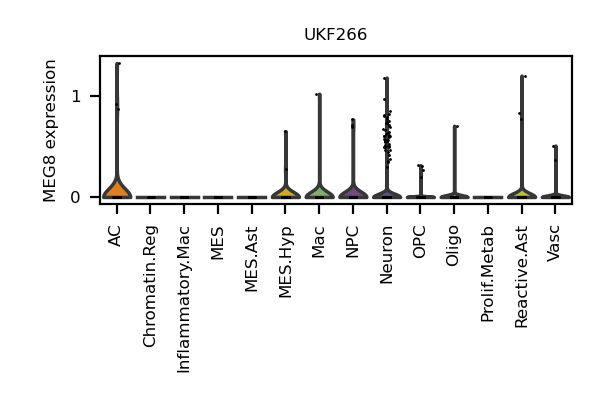 UKF266
MEG8 expression
1
0
AC
Chromatin.Reg
Inflammatory.Mac
MES
MES.Ast
MES.Hyp
Mac
NPC
Neuron
OPC
Oligo
Prolif.Metab
Reactive.Ast
Vasc